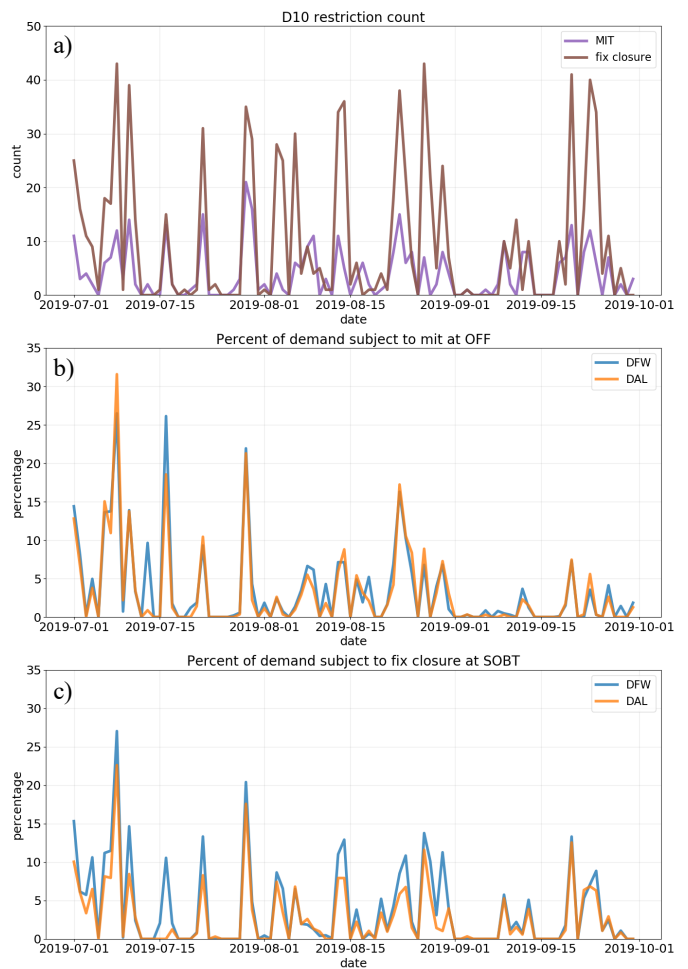 D10 restriction count
a)
MIT
fix closure
50
40
30
20
10
0
count
2019-07-01 2019-07-15 2019-08-01 2019-08-15 2019-09-01 2019-09-15 2019-10-01
date
Percent of demand subject to mit at OFF
b)
DFW
DAL
35
30
25
20
15
10
5
0
percentage
2019-07-01 2019-07-15 2019-08-01 2019-08-15 2019-09-01 2019-09-15 2019-10-01
date
Percent of demand subject to fix closure at SOBT
c)
DFW
DAL
35
30
25
20
15
10
5
0
percentage
2019-07-01 2019-07-15 2019-08-01 2019-08-15 2019-09-01 2019-09-15 2019-10-01
date